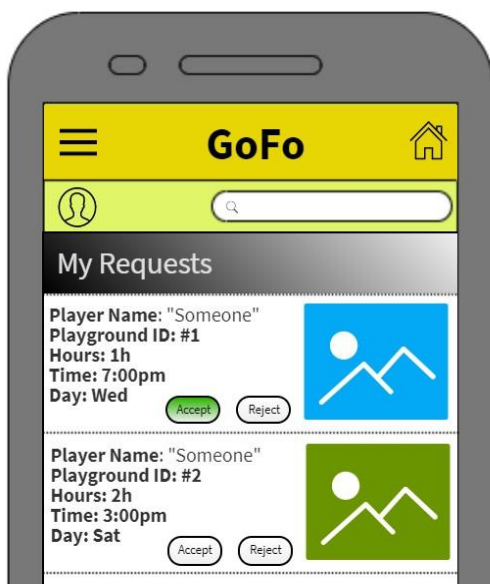 GoFo
My Requests
Player Name: "Someone"
Playground ID: #1
Hours: 1h
Time: 7:00pm
Day: Wed
Accept Reject
Player Name: "Someone"
Playground ID: #2
Hours: 2h
Time: 3:00pm
Day: Sat
Accept Reject